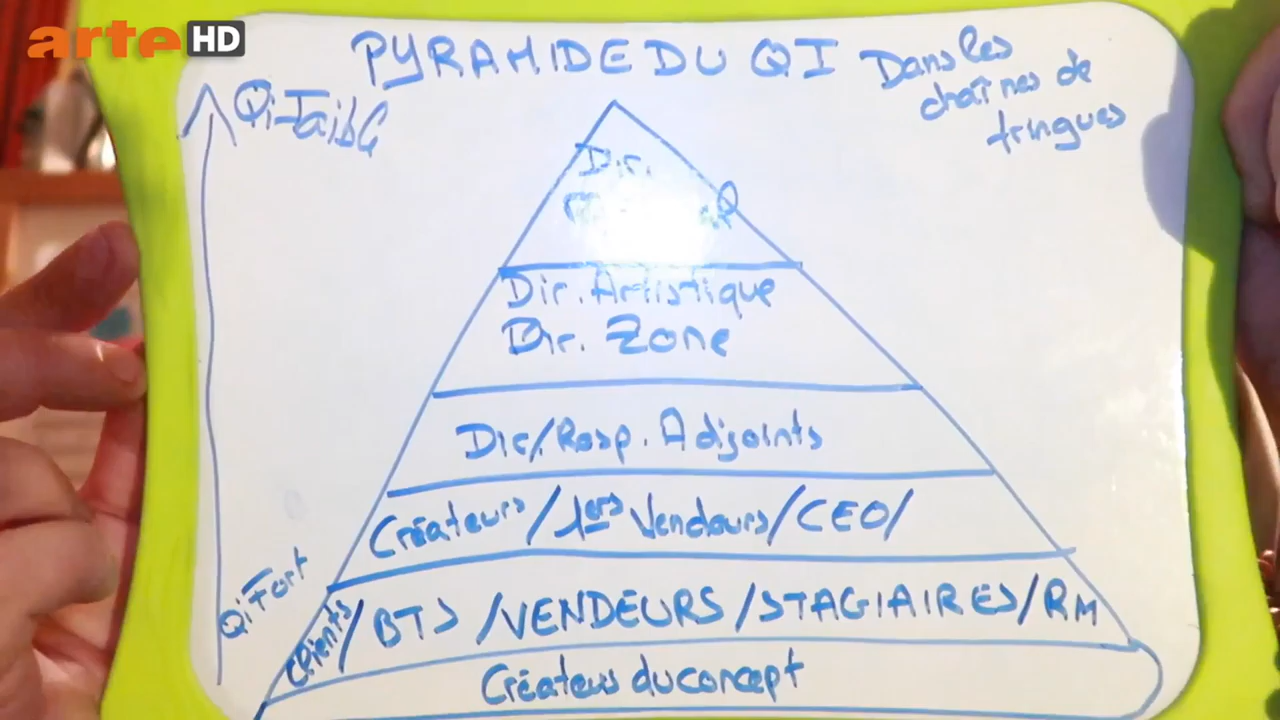 arte HD
PYRAMIDE DU QI
Dans les
chaînes de
fringues
Qi Faible
Dir.
Dir. Artistique
Dir. Zone
Dir/Resp. Adjoints
Créateurs/1ers Vendeurs/CEO/
Qi Fort
Clients/BTS/VENDEURS/STAGIAIRES/RM
Créateurs du concept